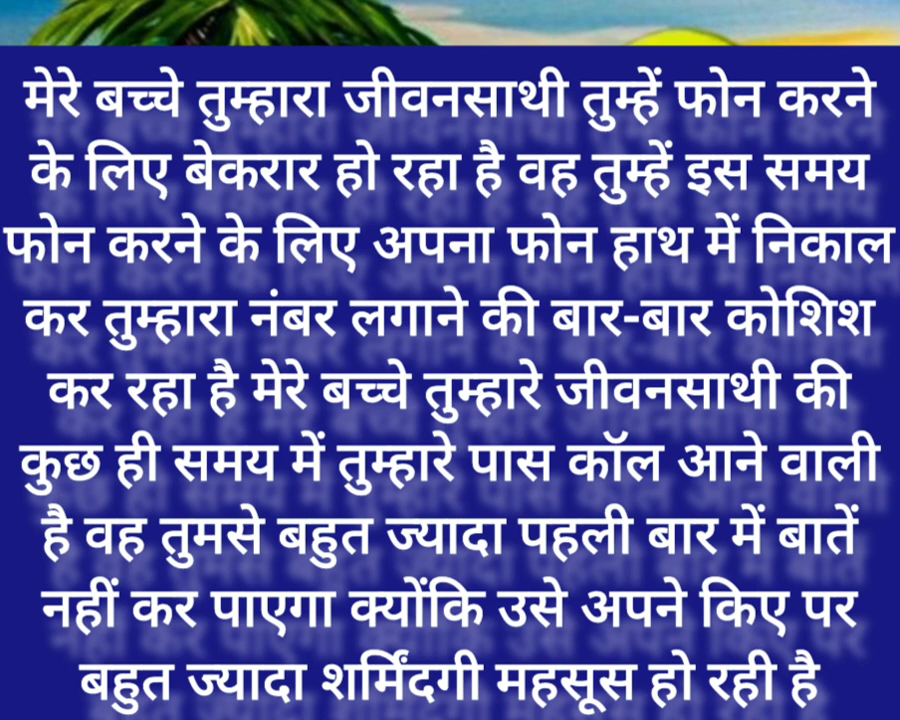 मेरे बच्चे तुम्हारा जीवनसाथी तुम्हें फोन करने
के लिए बेकरार हो रहा है वह तुम्हें इस समय
फोन करने के लिए अपना फोन हाथ में निकाल
कर तुम्हारा नंबर लगाने की बार-बार कोशिश
कर रहा है मेरे बच्चे तुम्हारे जीवनसाथी की
कुछ ही समय में तुम्हारे पास कॉल आने वाली
है वह तुमसे बहुत ज्यादा पहली बार में बातें
नहीं कर पाएगा क्योंकि उसे अपने किए पर
बहुत ज्यादा शर्मिंदगी महसूस हो रही है